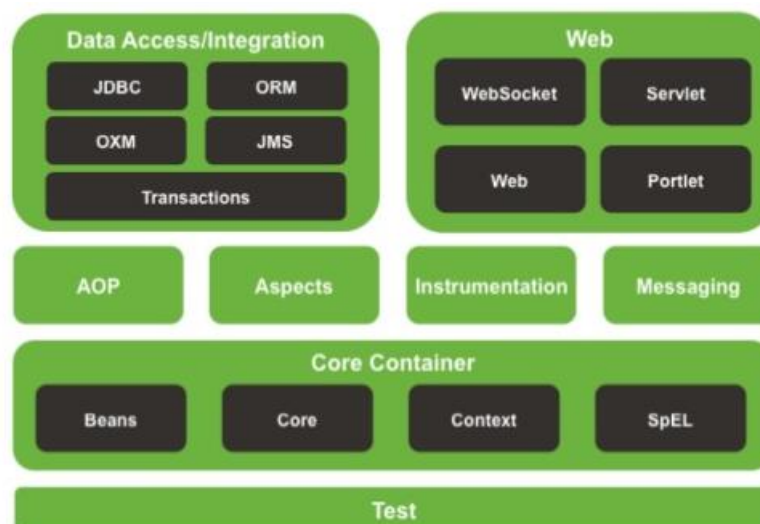 Data Access/Integration
JDBC
ORM
OXM
JMS
Transactions
Web
WebSocket
Servlet
Web
Portlet
AOP
Aspects
Instrumentation
Messaging
Core Container
Beans
Core
Context
SpEL
Test